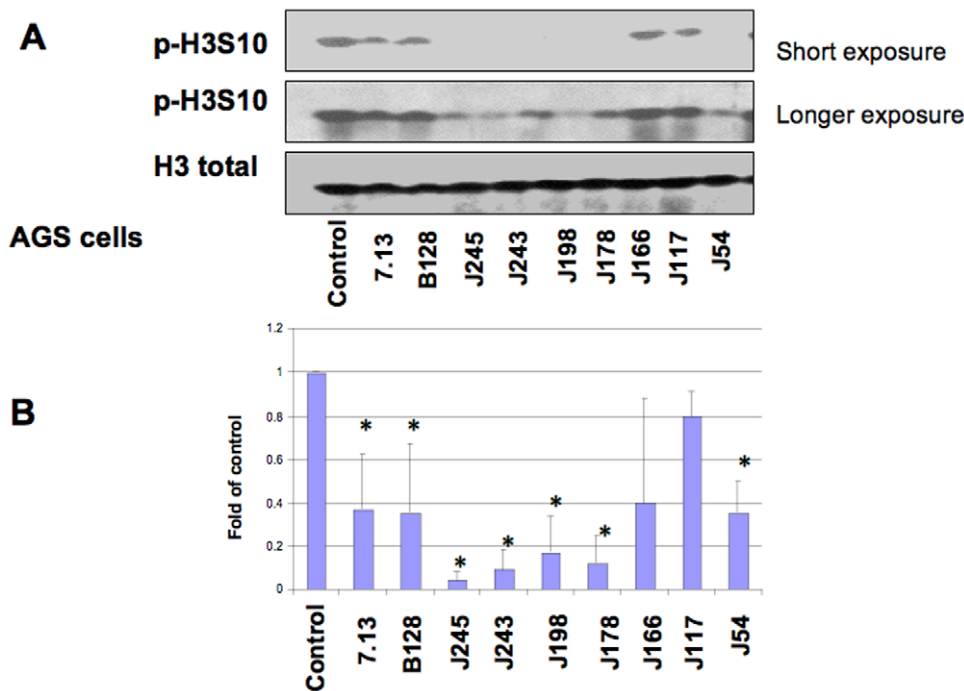 A
p-H3S10
Short exposure
p-H3S10
Longer exposure
H3 total
AGS cells
Control 7.13 B128 J245 J243 J198 J178 J166 J117 J54
B
Fold of control
1.2
1
0.8
0.6
0.4
0.2
0
* * * * * * *
Control 7.13 B128 J245 J243 J198 J178 J166 J117 J54